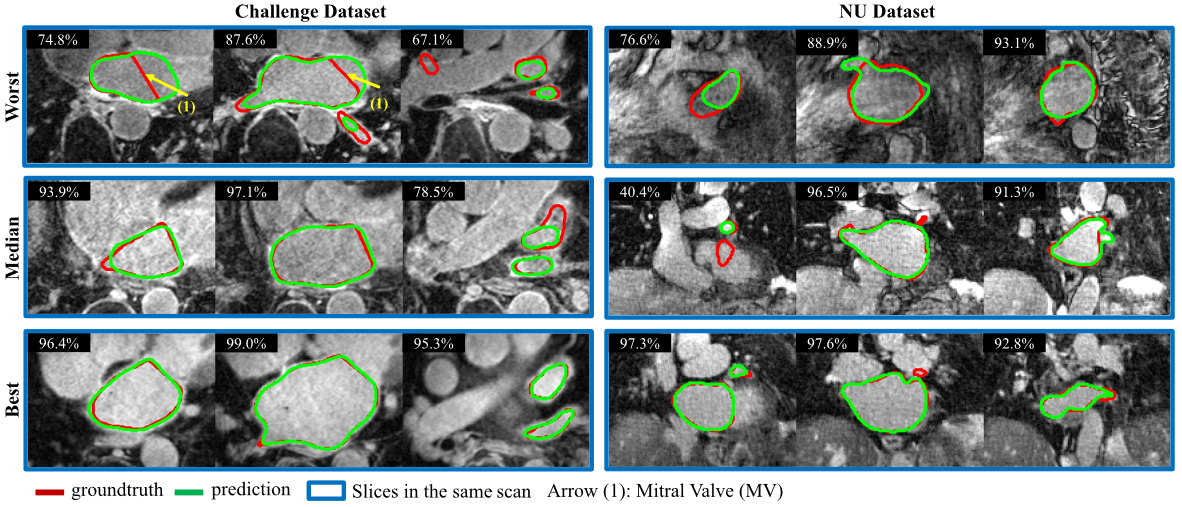 Challenge Dataset
NU Dataset
Worst
74.8%
87.6%
67.1%
76.6%
88.9%
93.1%
(1)
(1)
Median
93.9%
97.1%
78.5%
40.4%
96.5%
91.3%
Best
96.4%
99.0%
95.3%
97.3%
97.6%
92.8%
groundtruth
prediction
Slices in the same scan
Arrow (1): Mitral Valve (MV)